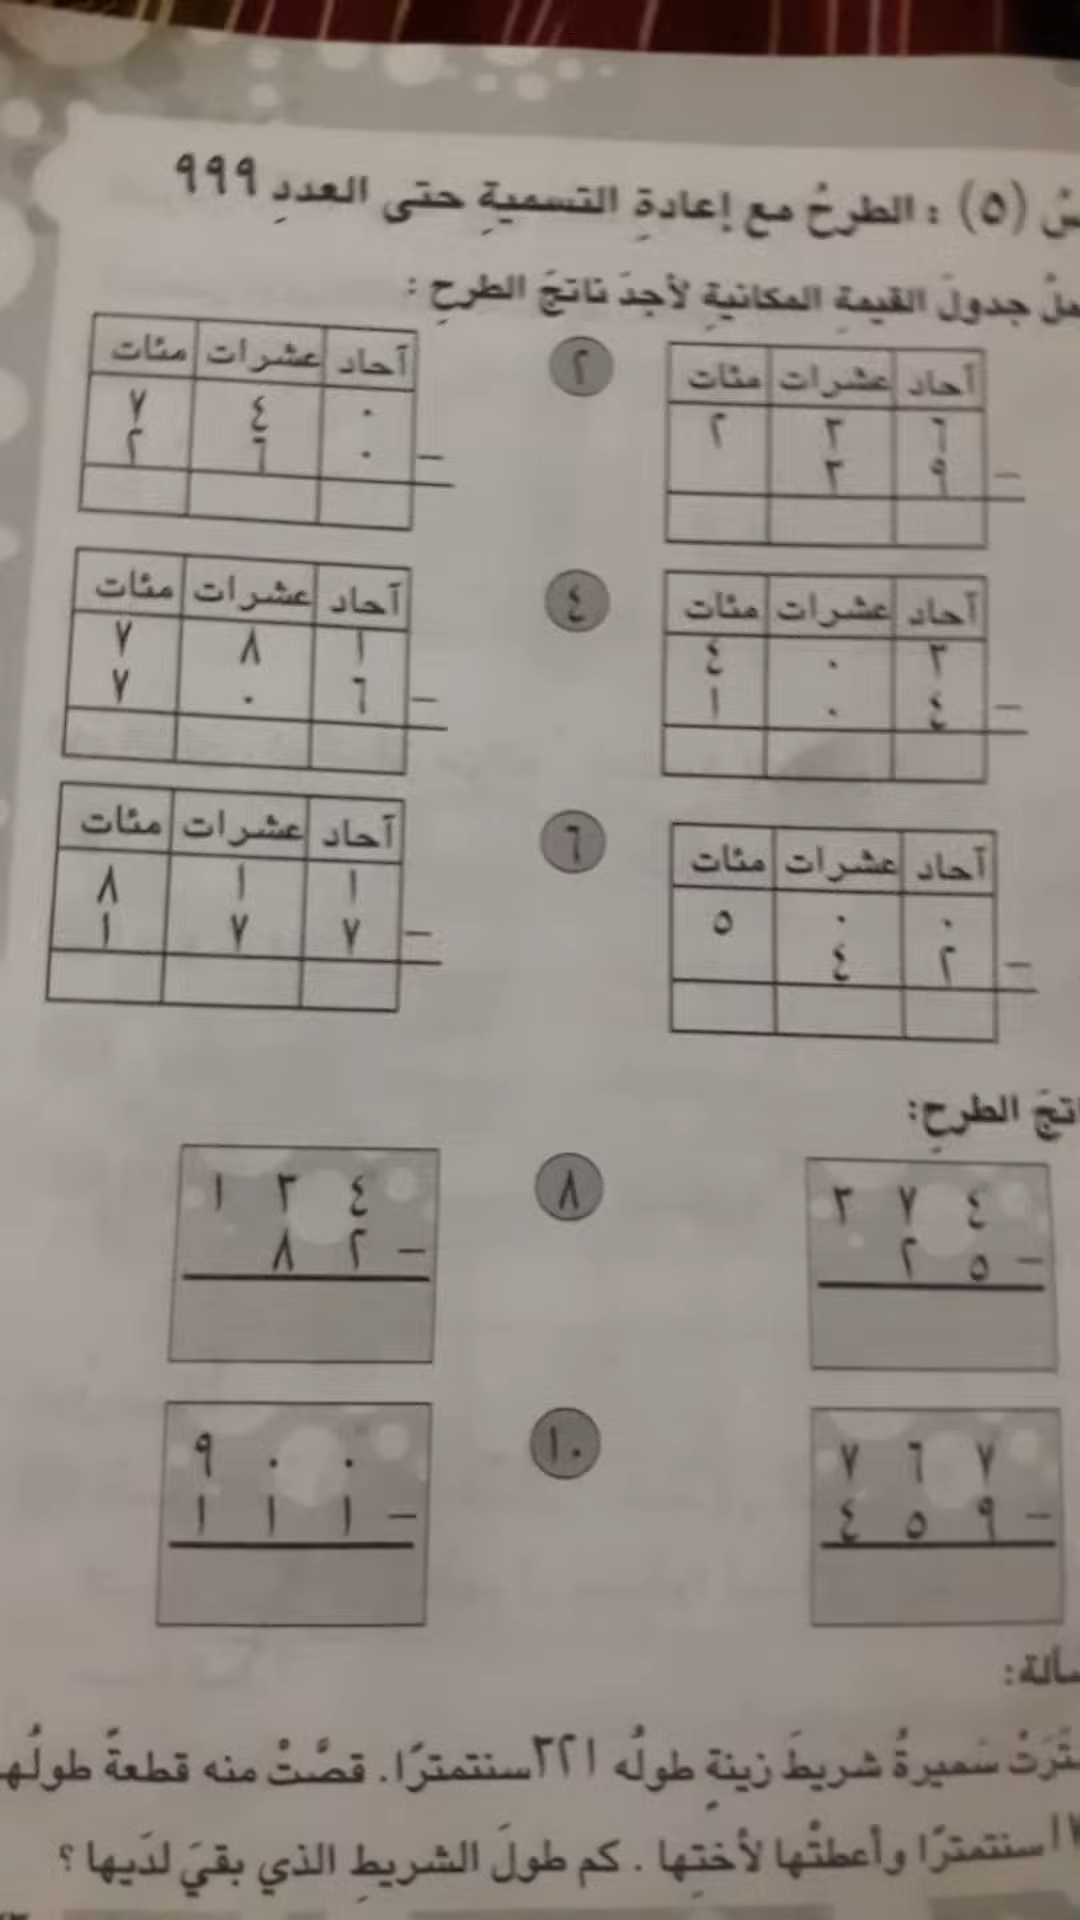 (٥) : الطرحُ مع إعادةِ التسميةِ حتى العددِ ٩٩٩
جدولَ القيمةِ المكانيةِ لأجدَ ناتجَ الطرحِ :
مئات عشرات آحاد
٢ ٣ ٦
٣ ٩ −
٢
مئات عشرات آحاد
٧ ٤ ٠
٢ ٦ ٠ −
مئات عشرات آحاد
٤ ٠ ٣
١ ٠ ٤ −
٤
مئات عشرات آحاد
٧ ٨ ١
٧ ٠ ٦ −
مئات عشرات آحاد
٥ ٠ ٠
٤ ٢ −
٦
مئات عشرات آحاد
٨ ١ ١
١ ٧ ٧ −
الطرحِ:
٣ ٧ ٤
٢ ٥ −
٨
١ ٣ ٤
٨ ٢ −
٧ ٦ ٧
٤ ٥ ٩ −
١٠
٩ ٠ ٠
١ ١ ١ −
سَميرةُ شريطَ زينةٍ طولُه ٣٢١ سنتمترًا. قصَّتْ منه قطعةً طولُها
سنتمترًا وأعطتْها لأختِها . كم طولَ الشريطِ الذي بقيَ لدَيها ؟